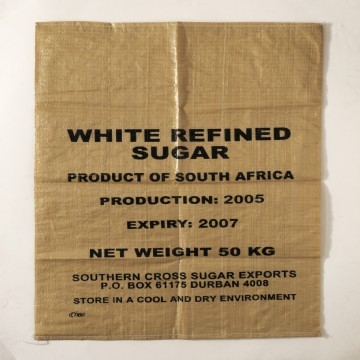 WHITE REFINED
SUGAR
PRODUCT OF SOUTH AFRICA
PRODUCTION: 2005
EXPIRY: 2007
NET WEIGHT 50 KG
SOUTHERN CROSS SUGAR EXPORTS
P.O. BOX 61175 DURBAN 4008
STORE IN A COOL AND DRY ENVIRONMENT